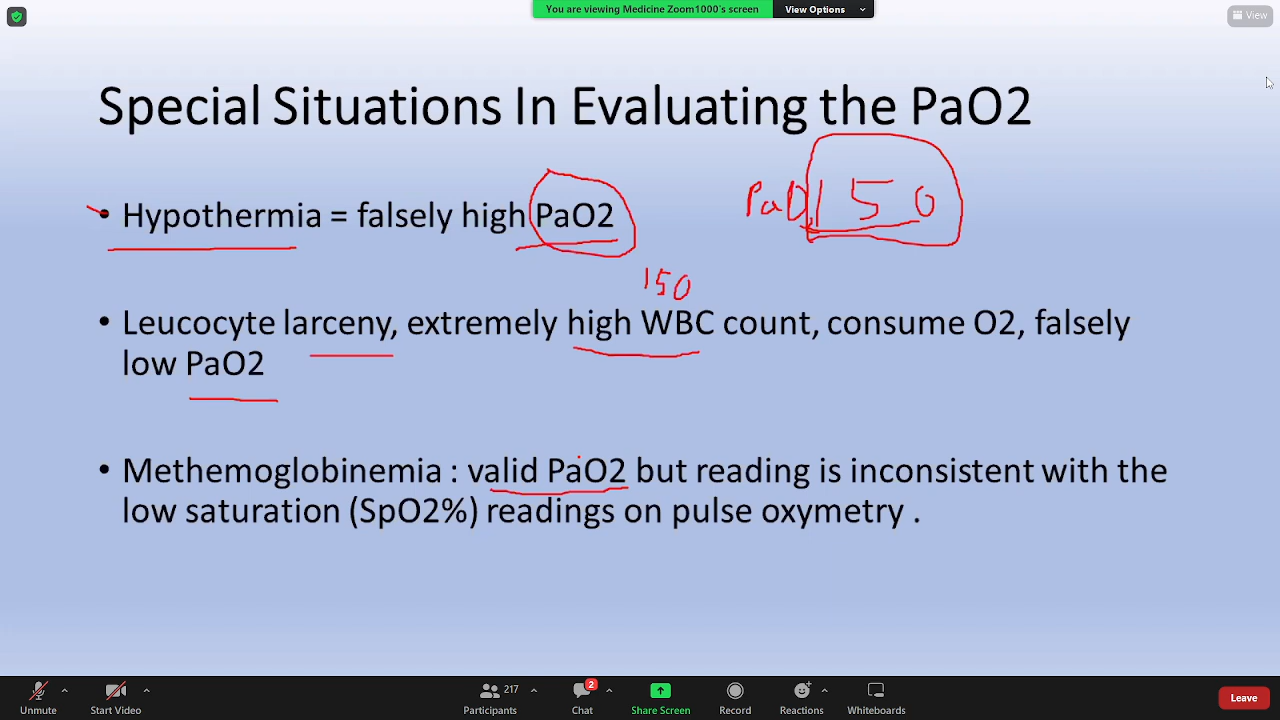 You are viewing Medicine Zoom1000's screen
View Options
View
Special Situations In Evaluating the PaO2
• Hypothermia = falsely high PaO2
PaO 150
150
• Leucocyte larceny, extremely high WBC count, consume O2, falsely
low PaO2
• Methemoglobinemia : valid PaO2 but reading is inconsistent with the
low saturation (SpO2%) readings on pulse oxymetry .
217
2
Unmute
Start Video
Participants
Chat
Share Screen
Record
Reactions
Whiteboards
Leave